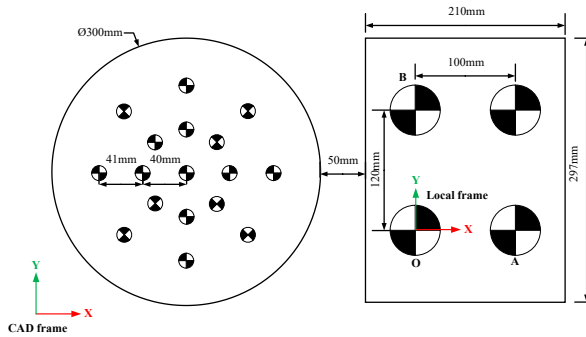 Ø300mm
210mm
100mm
B
41mm
40mm
50mm
120mm
297mm
Y
Local frame
X
O
A
Y
X
CAD frame